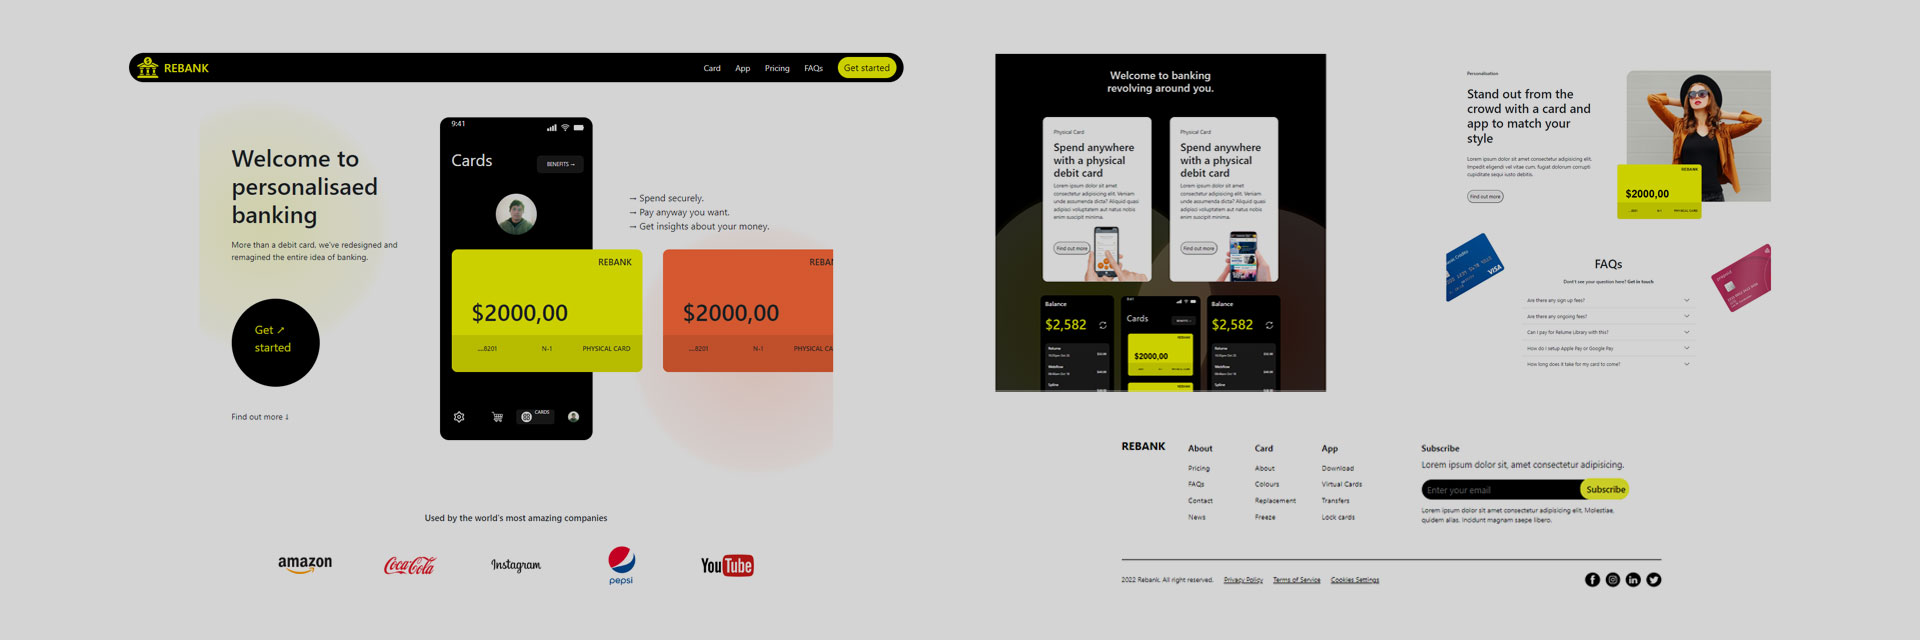 REBANK
Card
App
Pricing
FAQs
Get started
Welcome to
personalisaed
banking
More than a debit card, we've redesigned and
remagined the entire idea of banking.
Get ↗
started
Find out more ↓
9:41
Cards
BENEFITS →
→ Spend securely.
→ Pay anyway you want.
→ Get insights about your money.
REBANK
$2000,00
...8201
N-1
PHYSICAL CARD
REBAN
$2000,00
...8201
N-1
PHYSICAL CA
CARDS
Used by the world's most amazing companies
amazon
Coca-Cola
Instagram
pepsi
YouTube
Welcome to banking
revolving around you.
Physical Card
Spend anywhere
with a physical
debit card
Lorem ipsum dolor sit amet
consectetur adipisicing elit. Veniam
unde assumenda dicta? Aliquid quasi
adipisci voluptatem aut natus nobis
enim suscipit minima.
Find out more
Physical Card
Spend anywhere
with a physical
debit card
Lorem ipsum dolor sit amet
consectetur adipisicing elit. Veniam
unde assumenda dicta? Aliquid quasi
adipisci voluptatem aut natus nobis
enim suscipit minima.
Find out more
Balance
$2,582
Cards
REBANK
$2000,00
REBANK
Balance
$2,582
Personalisation
Stand out from the
crowd with a card and
app to match your
style
Lorem ipsum dolor sit amet consectetur adipisicing elit.
Impedit eligendi vel vitae cum, fugiat dolorum corrupti
cupiditate sequi iusto debitis.
Find out more
REBANK
$2000,00
...8201
N-1
PHYSICAL CARD
VISA
FAQs
Don't see your question here? Get in touch
Are there any sign up fees?
Are there any ongoing fees?
Can I pay for Relume Library with this?
How do I setup Apple Pay or Google Pay
How long does it take for my card to come?
REBANK
About
Pricing
FAQs
Contact
News
Card
About
Colours
Replacement
Freeze
App
Download
Virtual Cards
Transfers
Lock cards
Subscribe
Lorem ipsum dolor sit, amet consectetur adipisicing.
Enter your email
Subscribe
Lorem ipsum dolor sit amet consectetur adipisicing elit. Molestiae,
quidem alias. Incidunt magnam saepe libero.
2022 Rebank. All right reserved.
Privacy Policy
Terms of Service
Cookies Settings